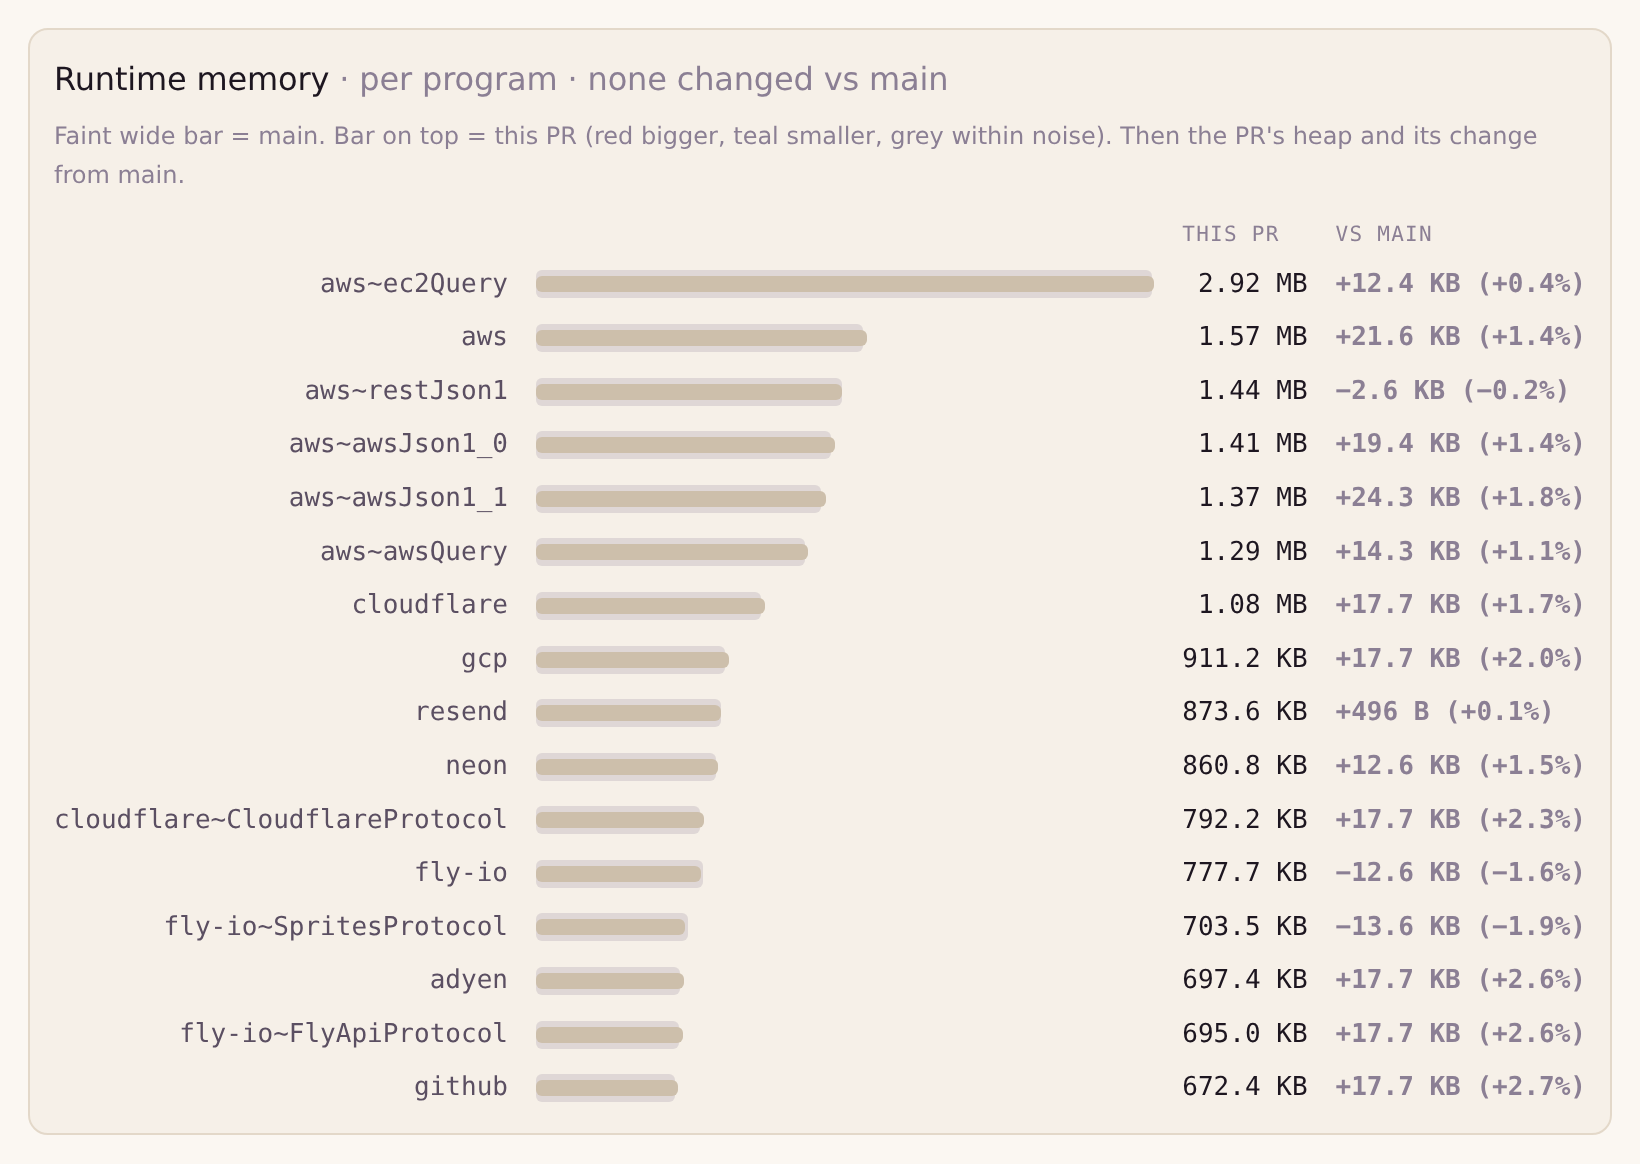 Runtime memory · per program · none changed vs main
Faint wide bar = main. Bar on top = this PR (red bigger, teal smaller, grey within noise). Then the PR's heap and its change
from main.
THIS PR VS MAIN
aws~ec2Query 2.92 MB +12.4 KB (+0.4%)
aws 1.57 MB +21.6 KB (+1.4%)
aws~restJson1 1.44 MB −2.6 KB (−0.2%)
aws~awsJson1_0 1.41 MB +19.4 KB (+1.4%)
aws~awsJson1_1 1.37 MB +24.3 KB (+1.8%)
aws~awsQuery 1.29 MB +14.3 KB (+1.1%)
cloudflare 1.08 MB +17.7 KB (+1.7%)
gcp 911.2 KB +17.7 KB (+2.0%)
resend 873.6 KB +496 B (+0.1%)
neon 860.8 KB +12.6 KB (+1.5%)
cloudflare~CloudflareProtocol 792.2 KB +17.7 KB (+2.3%)
fly-io 777.7 KB −12.6 KB (−1.6%)
fly-io~SpritesProtocol 703.5 KB −13.6 KB (−1.9%)
adyen 697.4 KB +17.7 KB (+2.6%)
fly-io~FlyApiProtocol 695.0 KB +17.7 KB (+2.6%)
github 672.4 KB +17.7 KB (+2.7%)